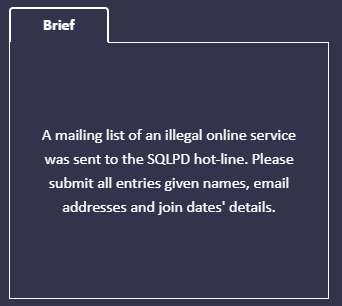 Brief
A mailing list of an illegal online service
was sent to the SQLPD hot-line. Please
submit all entries given names, email
addresses and join dates' details.